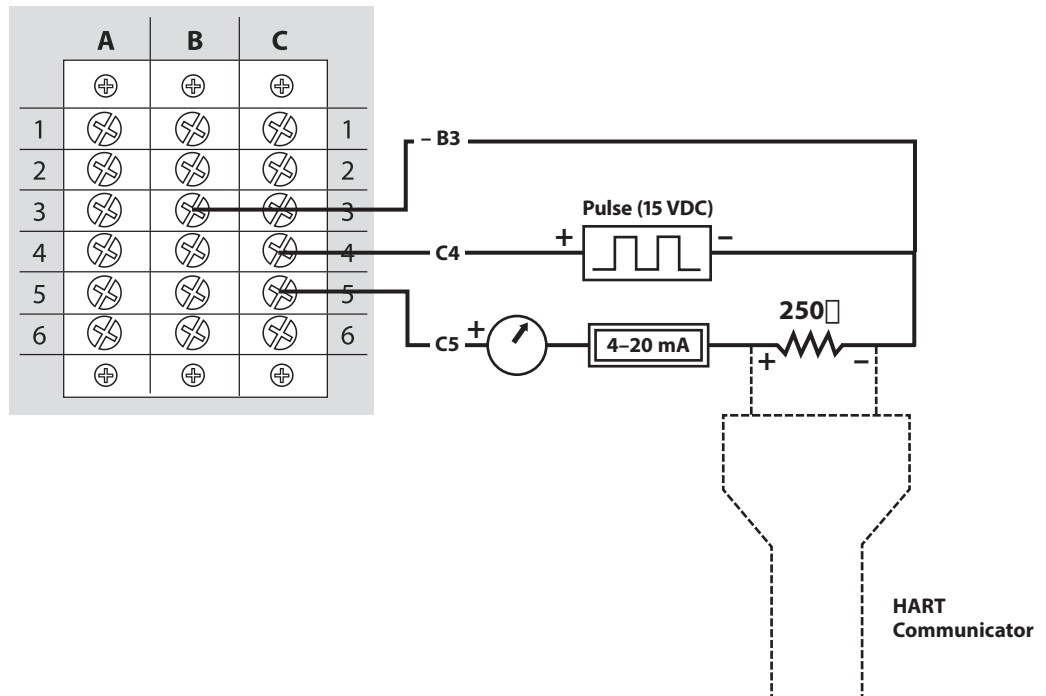 A B C
1 1
2 2
3 3
4 4
5 5
6 6
– B3
Pulse (15 VDC)
+ –
C4
250▯
C5 +
4–20 mA
+ –
HART
Communicator